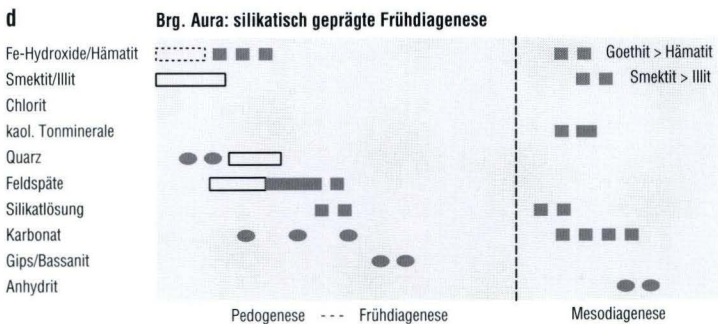 d
Brg. Aura: silikatisch geprägte Frühdiagenese
Fe-Hydroxide/Hämatit
Goethit > Hämatit
Smektit/Illit
Smektit > Illit
Chlorit
kaol. Tonminerale
Quarz
Feldspäte
Silikatlösung
Karbonat
Gips/Bassanit
Anhydrit
Pedogenese --- Frühdiagenese
Mesodiagenese